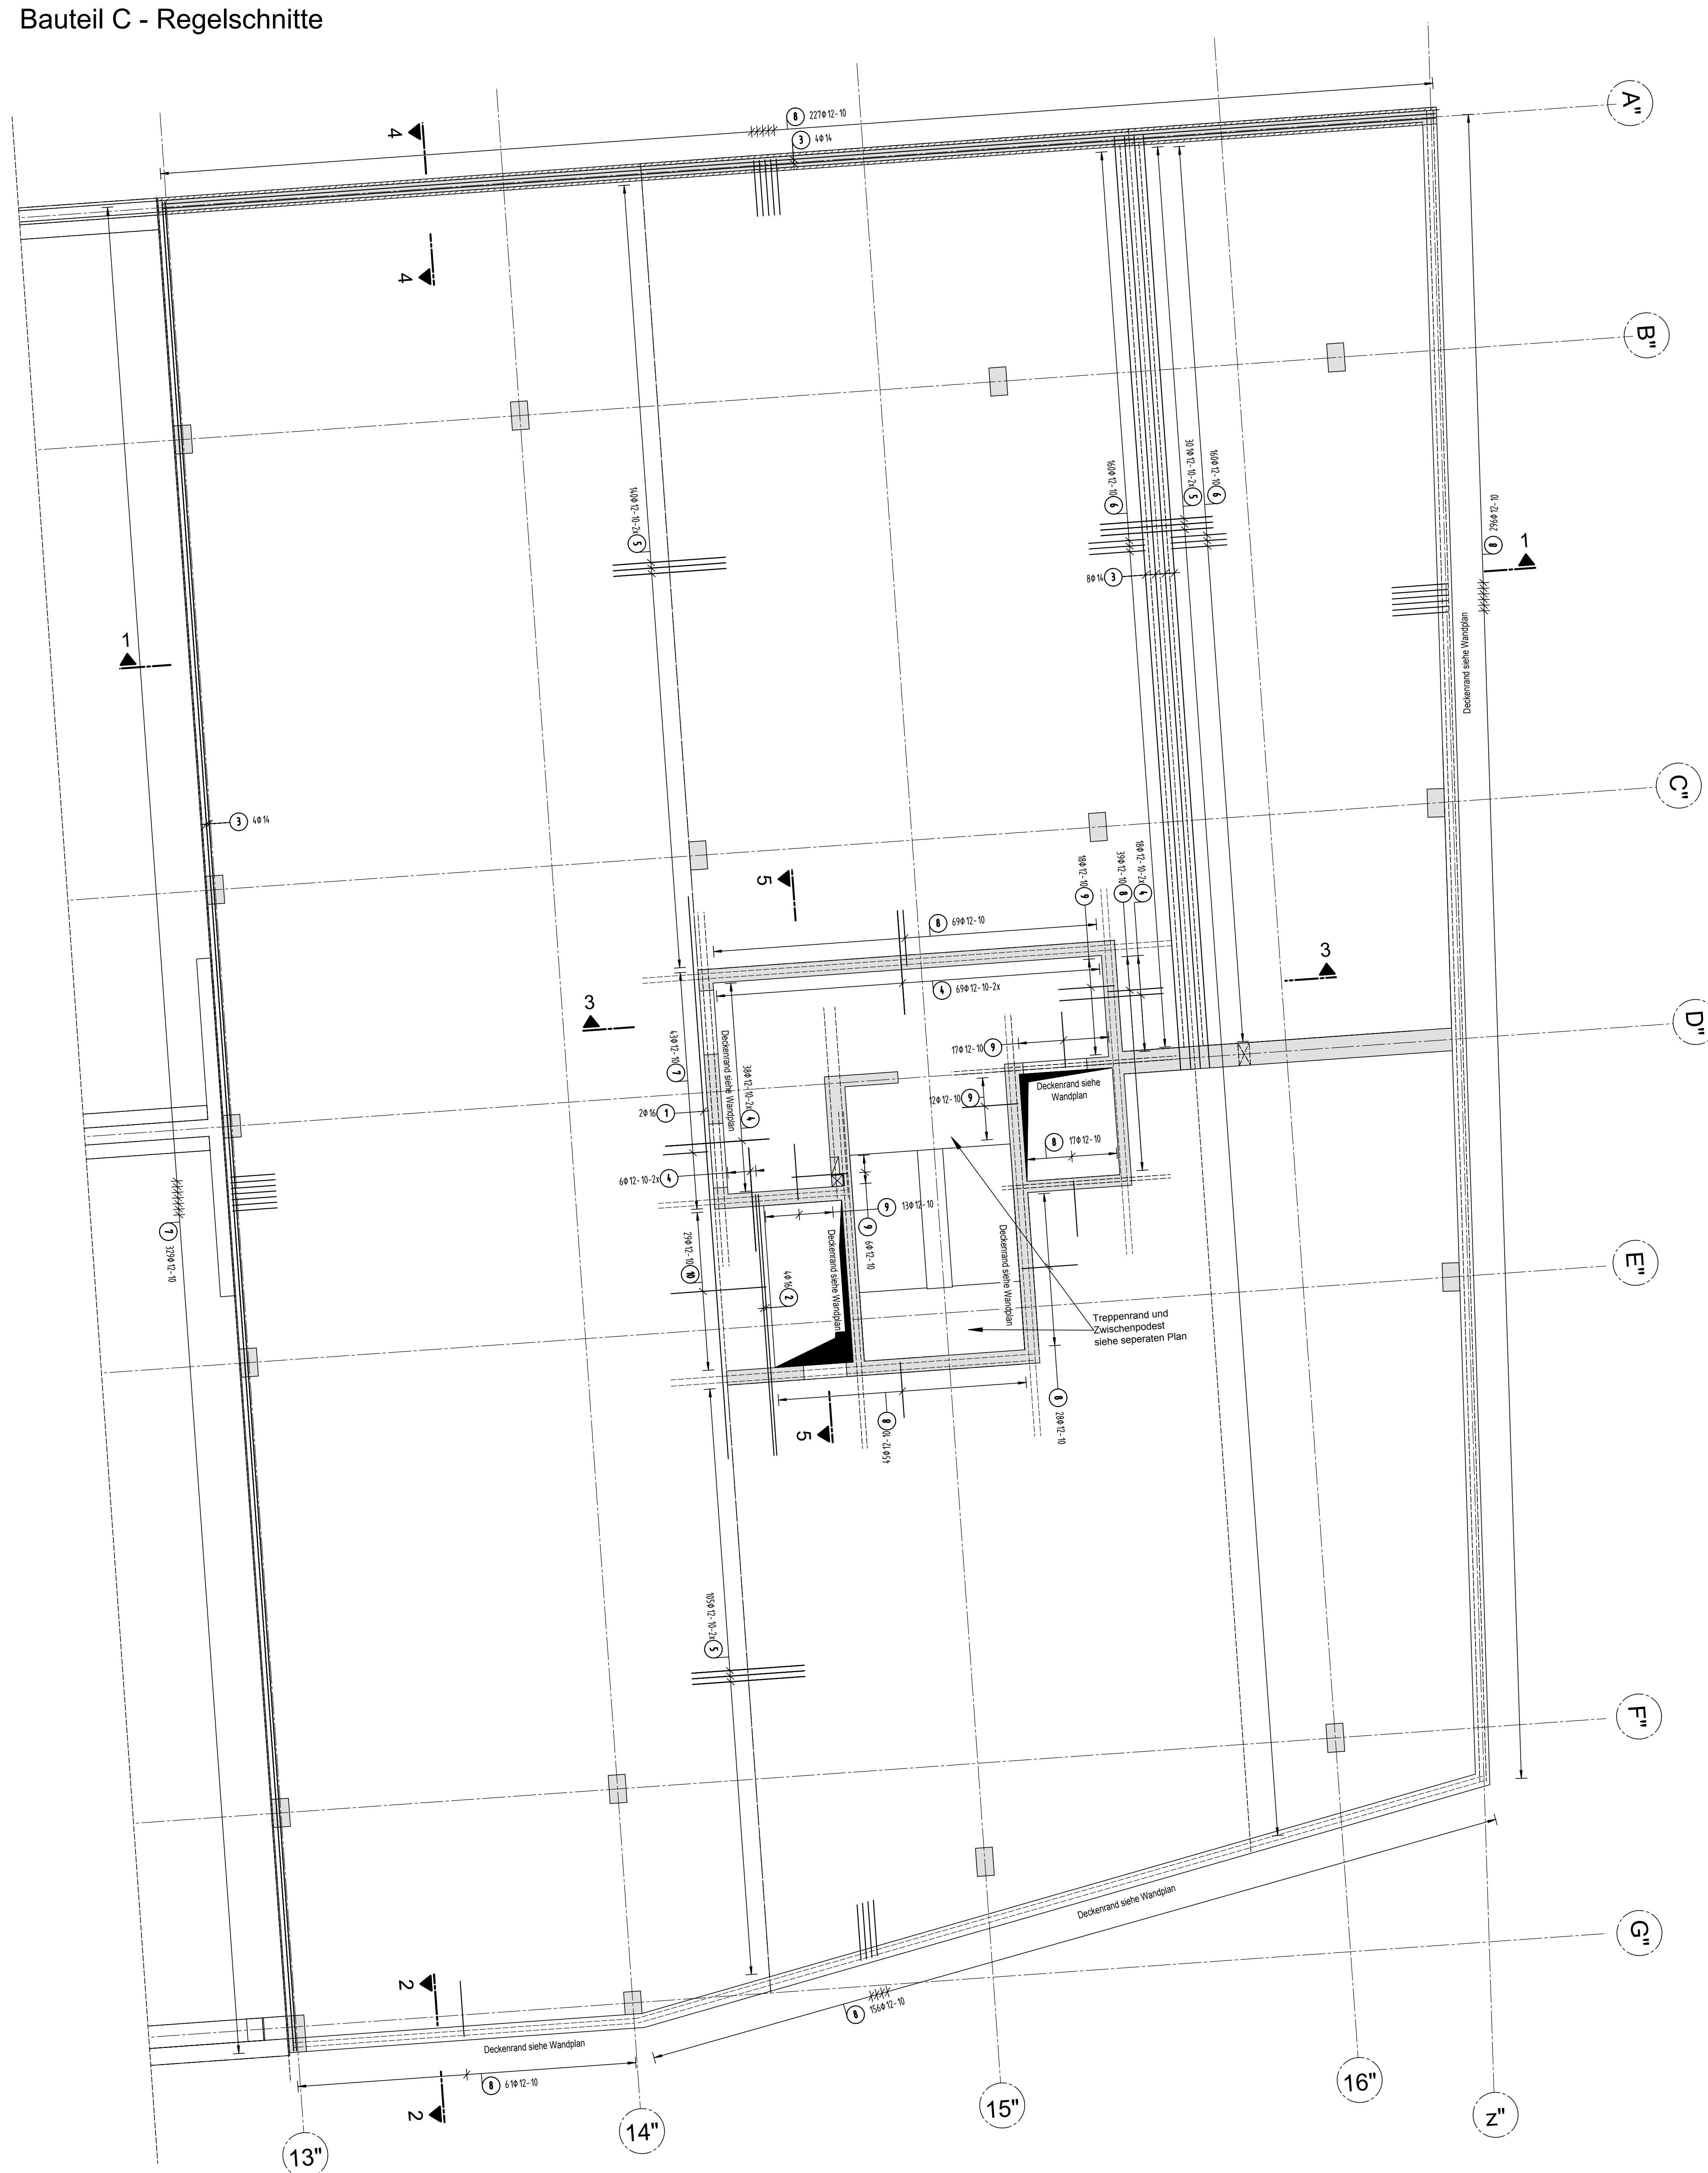 Bauteil C - Regelschnitte
A"
8 227Φ12-10
3 4Φ14
4
4
B"
140Φ12-10-2x 5
160Φ12-10 6
301Φ12-10-2x 5
160Φ12-10 6
8Φ14 3
8 296Φ12-10
1
1
Deckenrand siehe Wandplan
C"
3 4Φ14
5
18Φ12-10 9
39Φ12-10 8
18Φ12-10-2x 4
8 69Φ12-10
4 69Φ12-10-2x
3
3
D"
43Φ12-10 7
Deckenrand siehe Wandplan
38Φ12-10-2x 4
17Φ12-10 9
Deckenrand siehe
Wandplan
12Φ12-10 9
2Φ16 1
8 17Φ12-10
6Φ12-10-2x 4
9 13Φ12-10
9 6Φ12-10
29Φ12-10 10
4Φ16 2
Deckenrand siehe Wandplan
Deckenrand siehe Wandplan
7 329Φ12-10
E"
Treppenrand und
Zwischenpodest
siehe seperaten Plan
8 28Φ12-10
5
8 45Φ12-10
105Φ12-10-2x 5
F"
Deckenrand siehe Wandplan
G"
2
8 156Φ12-10
Deckenrand siehe Wandplan
8 61Φ12-10
2
13"
14"
15"
16"
z"